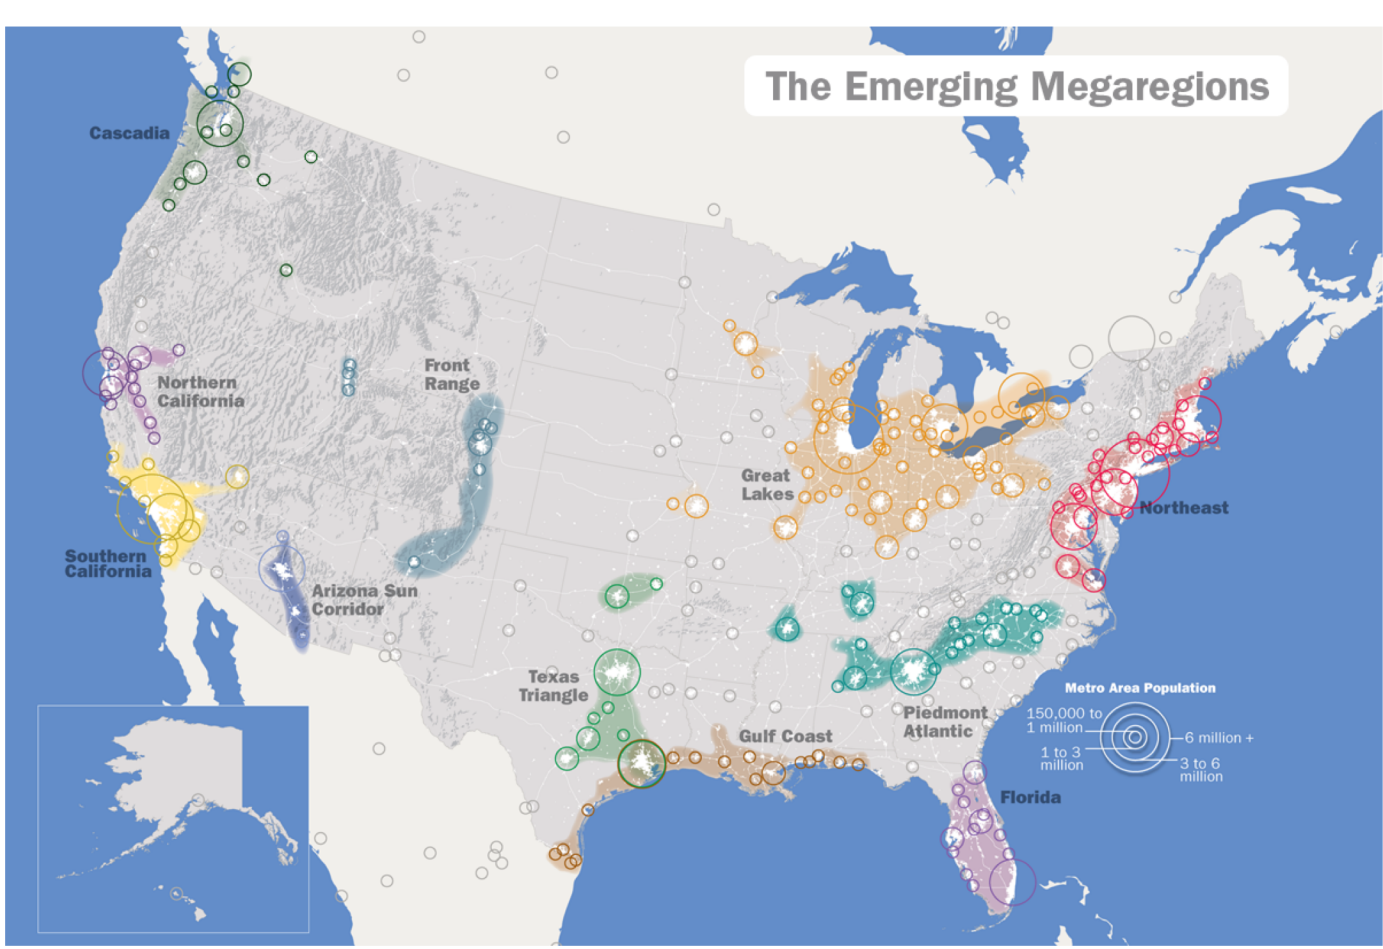 The Emerging Megaregions
Cascadia
Front
Range
Northern
California
Great
Lakes
Northeast
Southern
California
Arizona Sun
Corridor
Texas
Triangle
Gulf Coast
Piedmont
Atlantic
Florida
Metro Area Population
150,000 to
1 million
1 to 3
million
6 million +
3 to 6
million